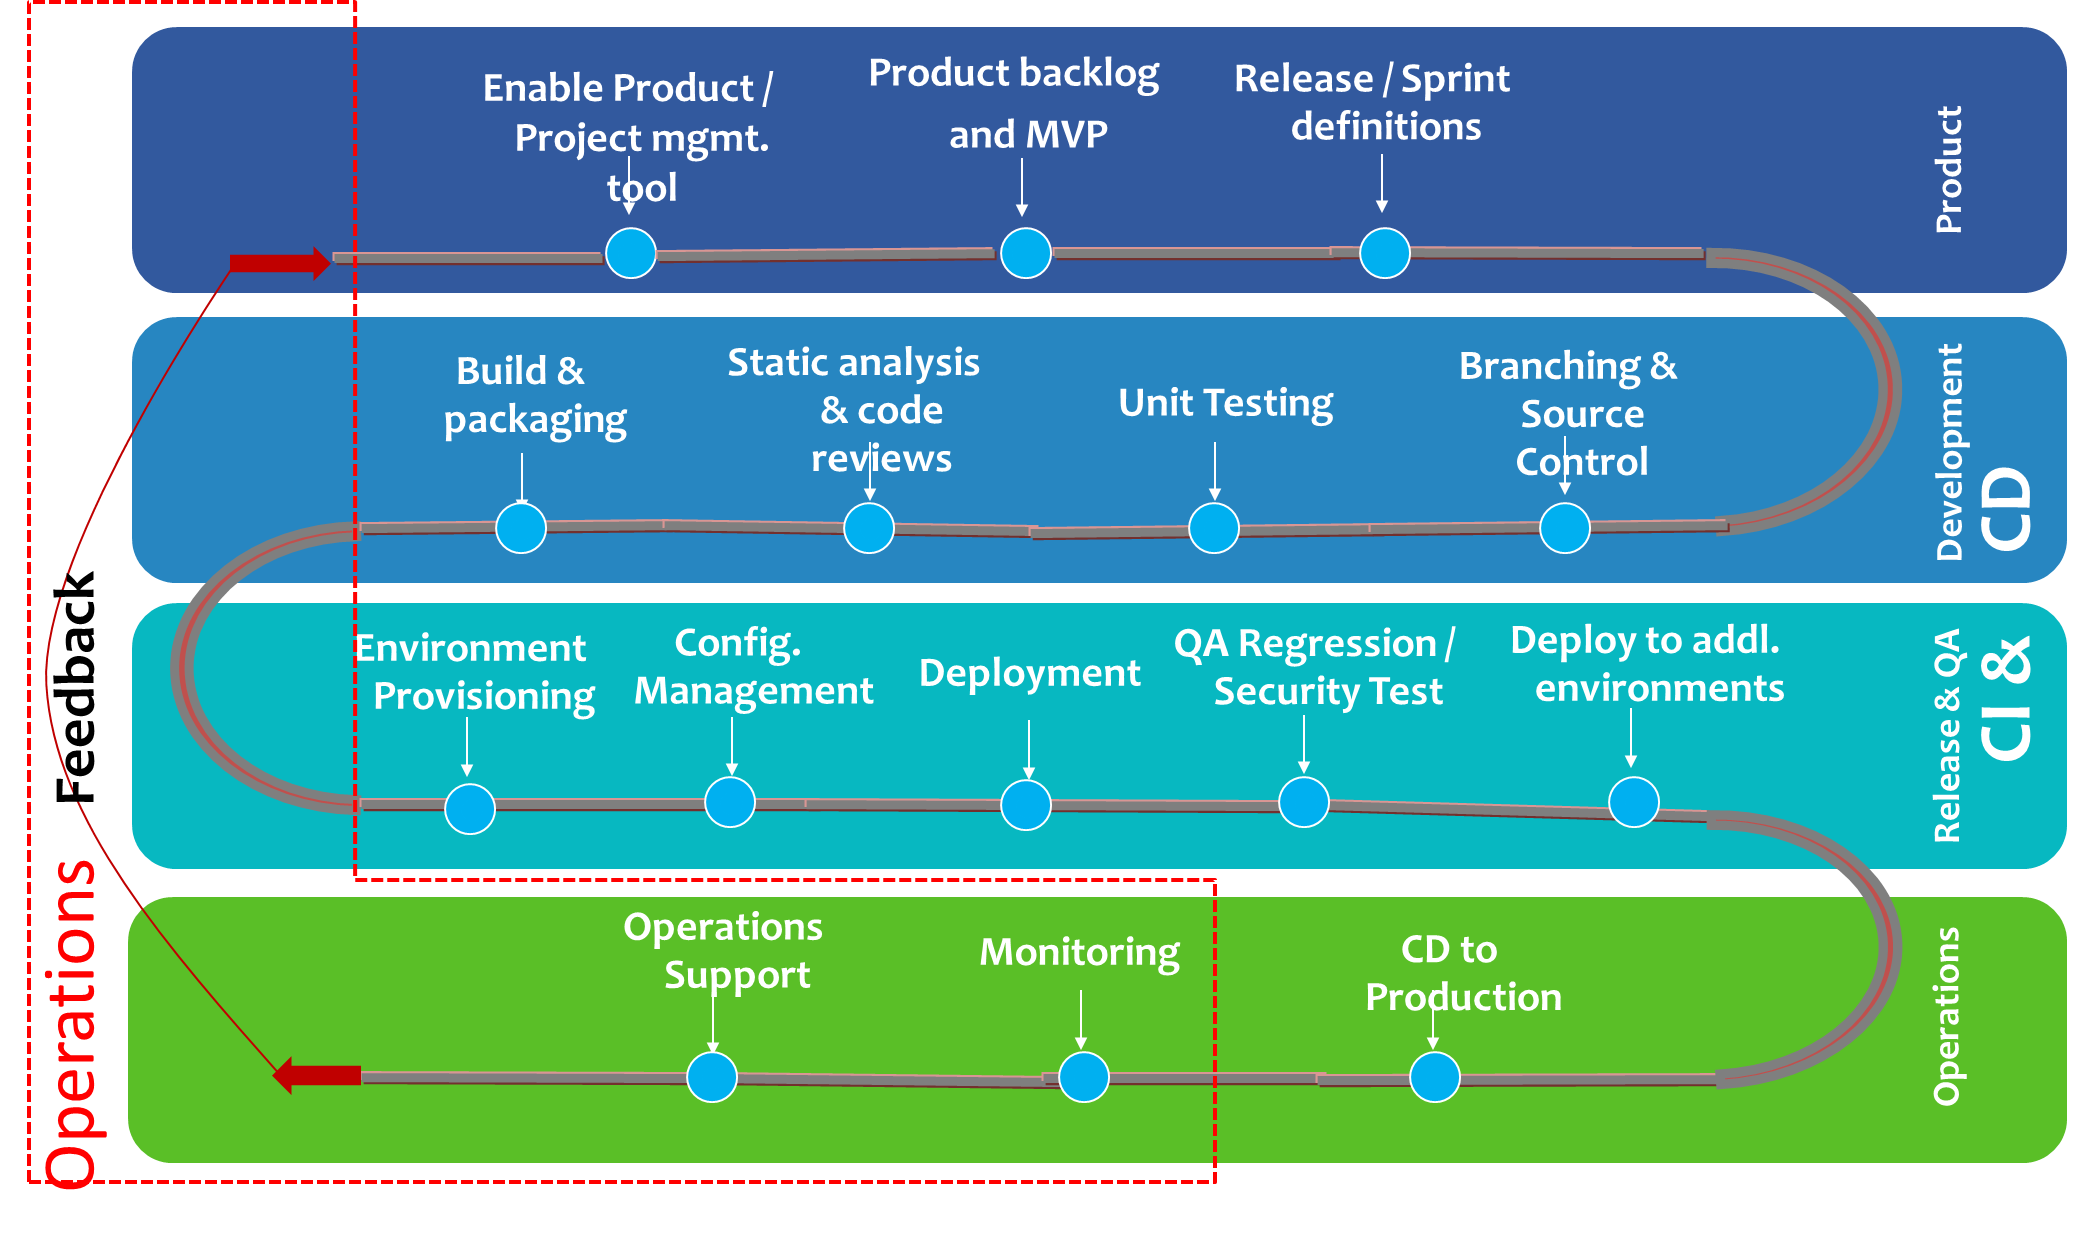 Enable Product /
Project mgmt.
tool
Product backlog
and MVP
Release / Sprint
definitions
Product
Build &
packaging
Static analysis
& code
reviews
Unit Testing
Branching &
Source
Control
Development
Environment
Provisioning
Config.
Management
Deployment
QA Regression /
Security Test
Deploy to addl.
environments
Release & QA
CI &
CD
Operations
Support
Monitoring
CD to
Production
Operations
Feedback
Operations